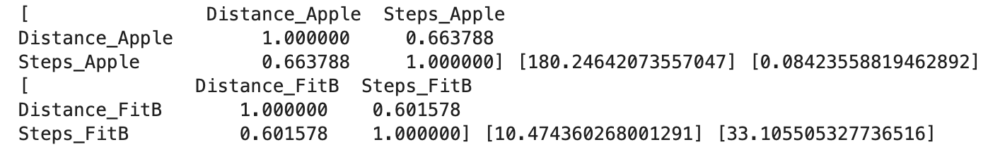 [                Distance_Apple  Steps_Apple
Distance_Apple        1.000000     0.663788
Steps_Apple           0.663788     1.000000] [180.24642073557047] [0.08423558819462892]
[               Distance_FitB  Steps_FitB
Distance_FitB       1.000000    0.601578
Steps_FitB          0.601578    1.000000] [10.474360268001291] [33.105505327736516]